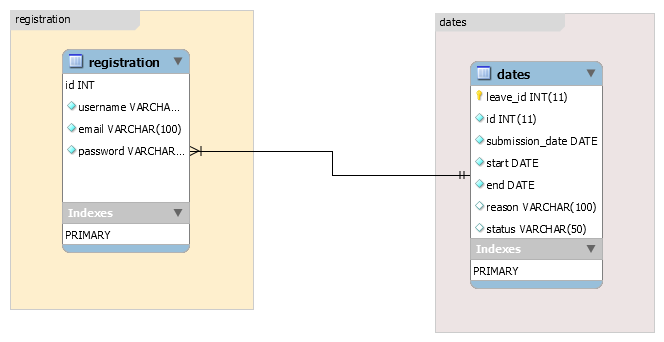 registration
registration
id INT
username VARCHA...
email VARCHAR(100)
password VARCHAR...
Indexes
PRIMARY
dates
dates
leave_id INT(11)
id INT(11)
submission_date DATE
start DATE
end DATE
reason VARCHAR(100)
status VARCHAR(50)
Indexes
PRIMARY